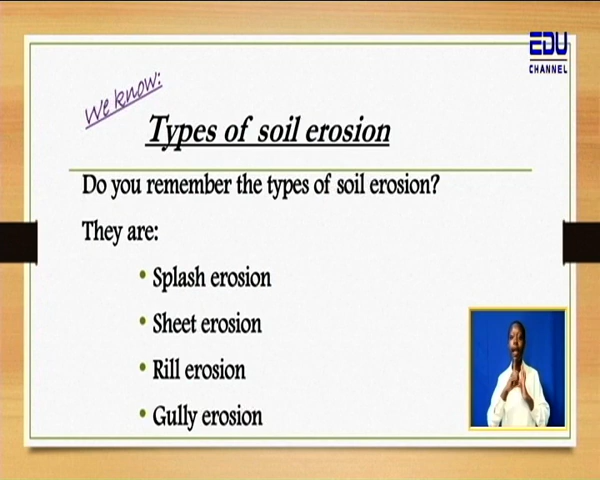 EDU
CHANNEL
We know:
Types of soil erosion
Do you remember the types of soil erosion?
They are:
• Splash erosion
• Sheet erosion
• Rill erosion
• Gully erosion